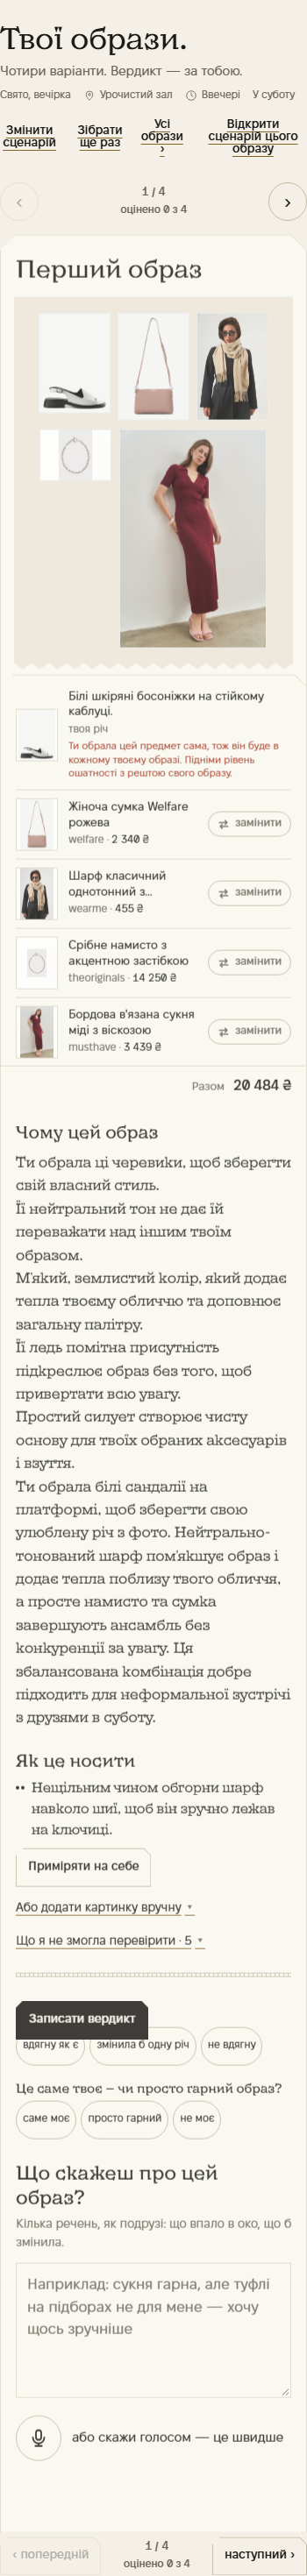 Твої образи.
Чотири варіанти. Вердикт — за тобою.
Свято, вечірка Урочистий зал Ввечері У суботу
Змінити сценарій
Зібрати ще раз
Усі образи ›
Відкрити сценарій цього образу
‹ 1 / 4 ›
оцінено 0 з 4
Перший образ
Білі шкіряні босоніжки на стійкому
каблуці.
твоя річ
Ти обрала цей предмет сама, тож він буде в
кожному твоєму образі. Підніми рівень
ошатності з рештою свого образу.
Жіноча сумка Welfare
рожева
welfare · 2 340 ₴
замінити
Шарф класичний
однотонний з…
wearme · 455 ₴
замінити
Срібне намисто з
акцентною застібкою
theoriginals · 14 250 ₴
замінити
Бордова в'язана сукня
міді з віскозою
musthave · 3 439 ₴
замінити
Разом 20 484 ₴
Чому цей образ
Ти обрала ці черевики, щоб зберегти
свій власний стиль.
Її нейтральний тон не дає їй
переважати над іншим твоїм
образом.
М'який, землистий колір, який додає
тепла твоєму обличчю та доповнює
загальну палітру.
Її ледь помітна присутність
підкреслює образ без того, щоб
привертати всю увагу.
Простий силует створює чисту
основу для твоїх обраних аксесуарів
і взуття.
Ти обрала білі сандалії на
платформі, щоб зберегти свою
улюблену річ з фото. Нейтрально-
тонований шарф пом'якшує образ і
додає тепла поблизу твого обличчя,
а просте намисто та сумка
завершують ансамбль без
конкуренції за увагу. Ця
збалансована комбінація добре
підходить для неформальної зустрічі
з друзями в суботу.
Як це носити
Нещільним чином обгорни шарф
навколо шиї, щоб він зручно лежав
на ключиці.
Приміряти на себе
Або додати картинку вручну
Що я не змогла перевірити · 5
Записати вердикт
вдягну як є змінила б одну річ не вдягну
Це саме твоє — чи просто гарний образ?
саме моє просто гарний не моє
Що скажеш про цей
образ?
Кілька речень, як подрузі: що впало в око, що б
змінила.
Наприклад: сукня гарна, але туфлі
на підборах не для мене — хочу
щось зручніше
або скажи голосом — це швидше
‹ попередній
1 / 4
оцінено 0 з 4
наступний ›